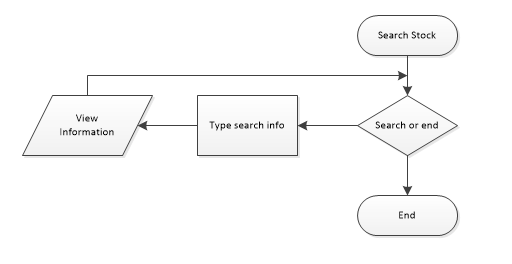 Search Stock
View
Information
Type search info
Search or end
End